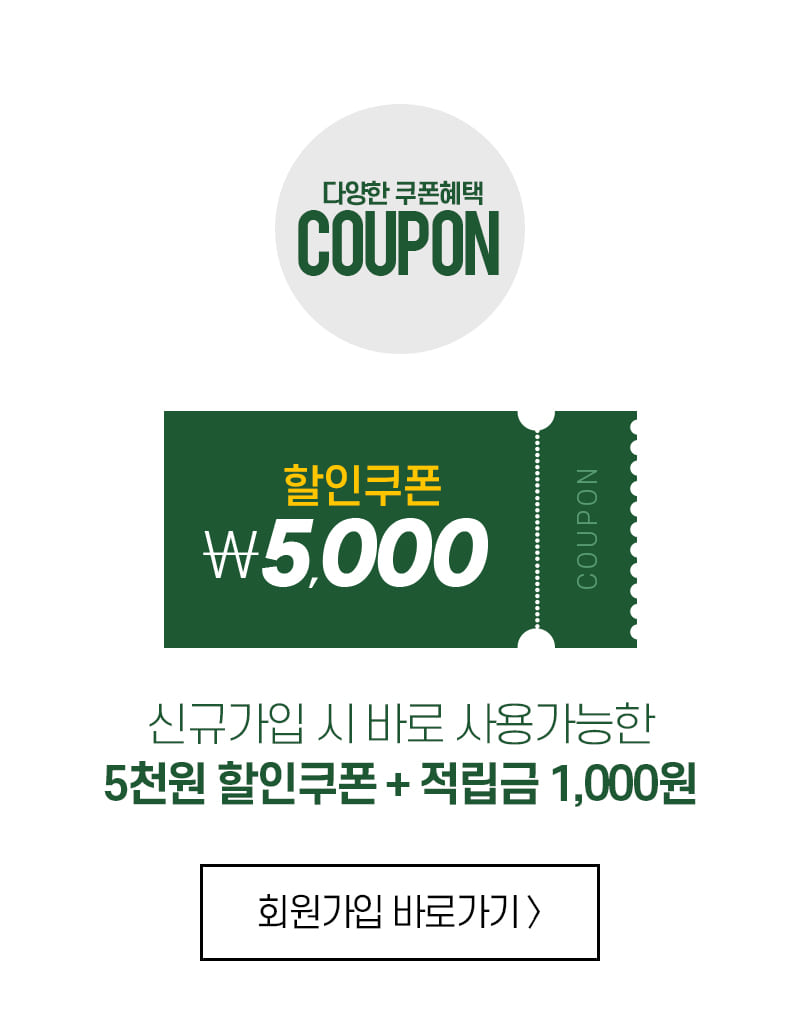 다양한 쿠폰혜택
COUPON
할인쿠폰
₩5,000
COUPON
신규가입 시 바로 사용가능한
5천원 할인쿠폰 + 적립금 1,000원
회원가입 바로가기 〉